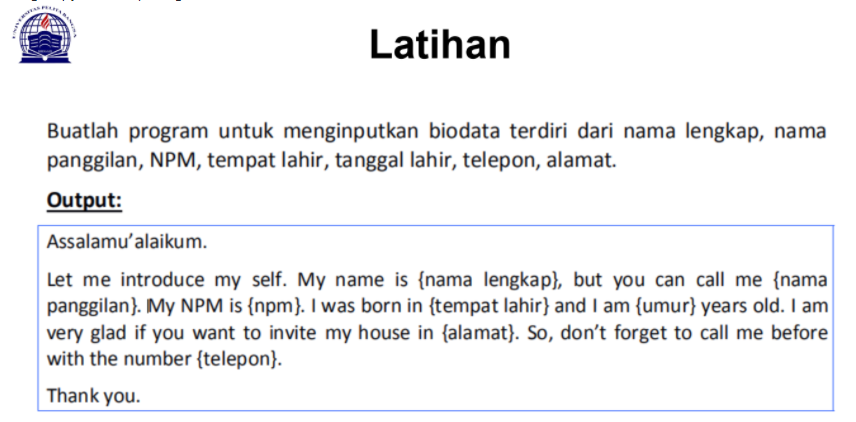 UNIVERSITAS PELITA BANGSA
Latihan
Buatlah program untuk menginputkan biodata terdiri dari nama lengkap, nama
panggilan, NPM, tempat lahir, tanggal lahir, telepon, alamat.
Output:
Assalamu’alaikum.
Let me introduce my self. My name is {nama lengkap}, but you can call me {nama
panggilan}. My NPM is {npm}. I was born in {tempat lahir} and I am {umur} years old. I am
very glad if you want to invite my house in {alamat}. So, don’t forget to call me before
with the number {telepon}.
Thank you.